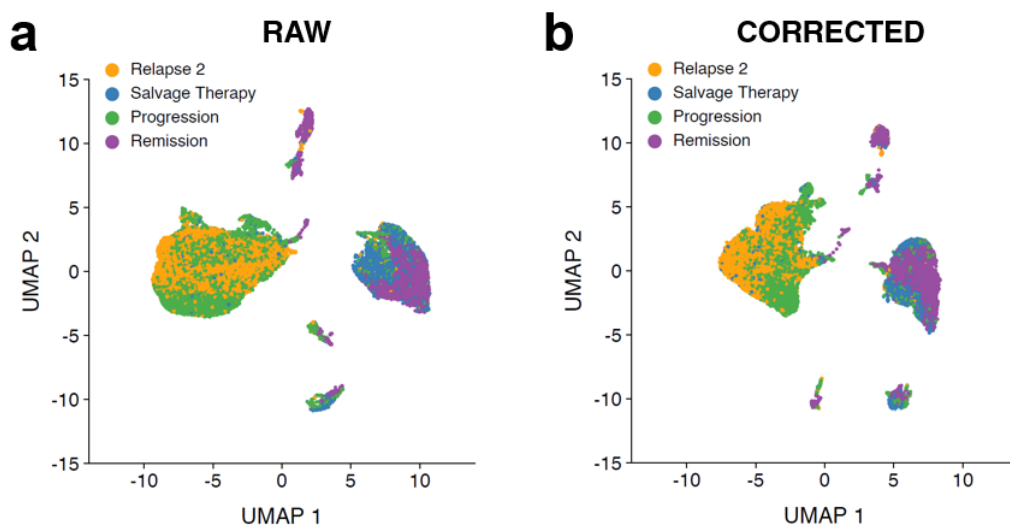 a
RAW
Relapse 2
Salvage Therapy
Progression
Remission
15
10
5
0
-5
-10
-15
-10
-5
0
5
10
UMAP 2
UMAP 1
b
CORRECTED
Relapse 2
Salvage Therapy
Progression
Remission
15
10
5
0
-5
-10
-15
-10
-5
0
5
10
UMAP 2
UMAP 1